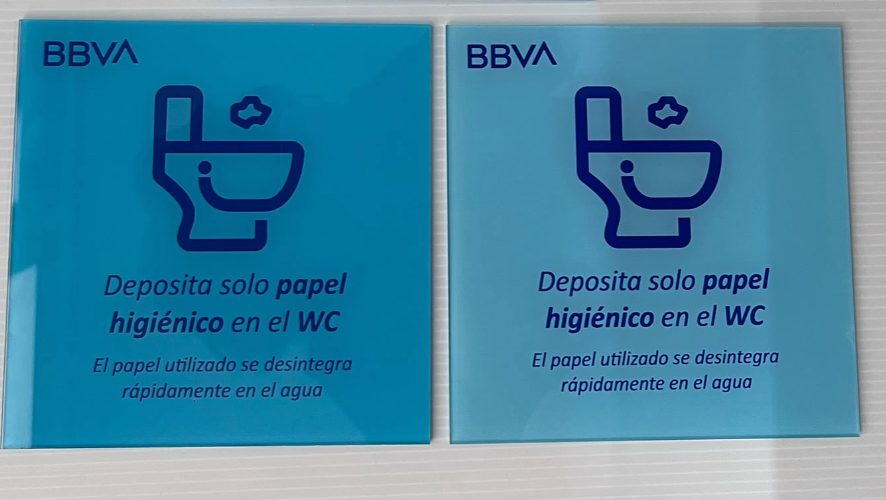 BBVA
Deposita solo papel
higiénico en el WC
El papel utilizado se desintegra
rápidamente en el agua
BBVA
Deposita solo papel
higiénico en el WC
El papel utilizado se desintegra
rápidamente en el agua